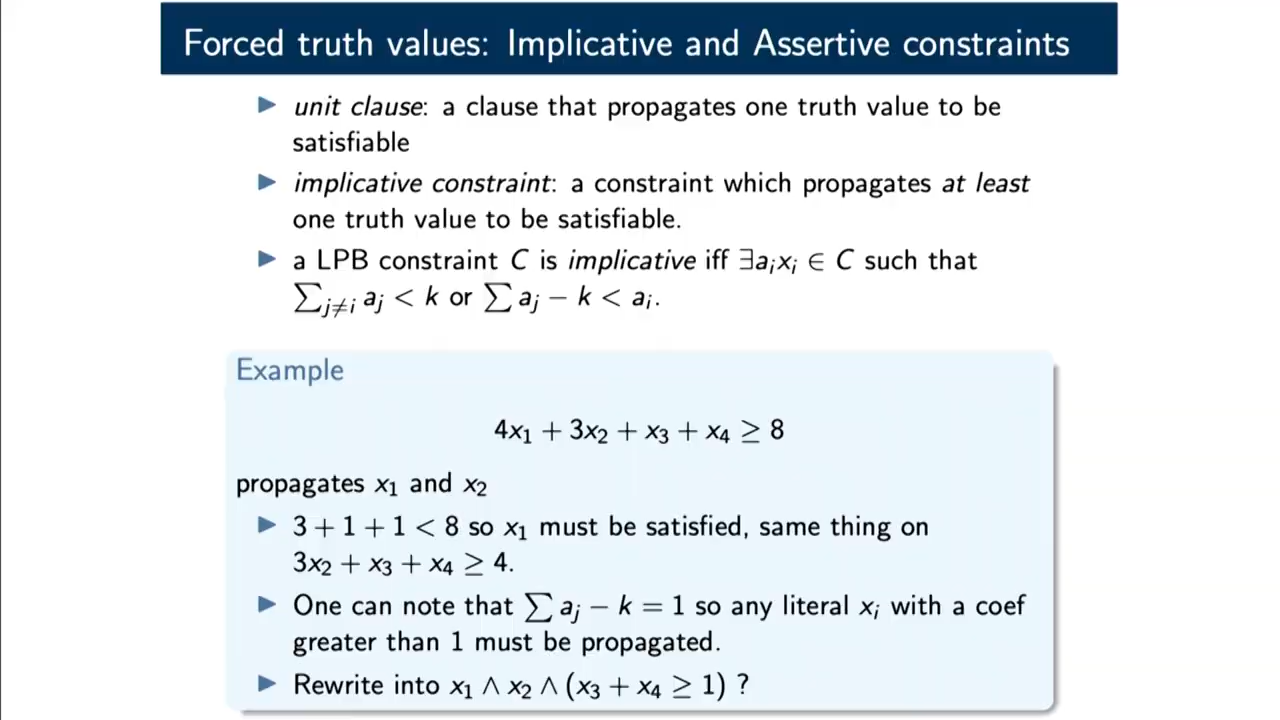 Forced truth values: Implicative and Assertive constraints
▶ unit clause: a clause that propagates one truth value to be
satisfiable
▶ implicative constraint: a constraint which propagates at least
one truth value to be satisfiable.
▶ a LPB constraint C is implicative iff ∃aᵢxᵢ ∈ C such that
∑_{j≠i} aⱼ < k or ∑ aⱼ − k < aᵢ.
Example
4x₁ + 3x₂ + x₃ + x₄ ≥ 8
propagates x₁ and x₂
▶ 3 + 1 + 1 < 8 so x₁ must be satisfied, same thing on
3x₂ + x₃ + x₄ ≥ 4.
▶ One can note that ∑ aⱼ − k = 1 so any literal xᵢ with a coef
greater than 1 must be propagated.
▶ Rewrite into x₁ ∧ x₂ ∧ (x₃ + x₄ ≥ 1) ?